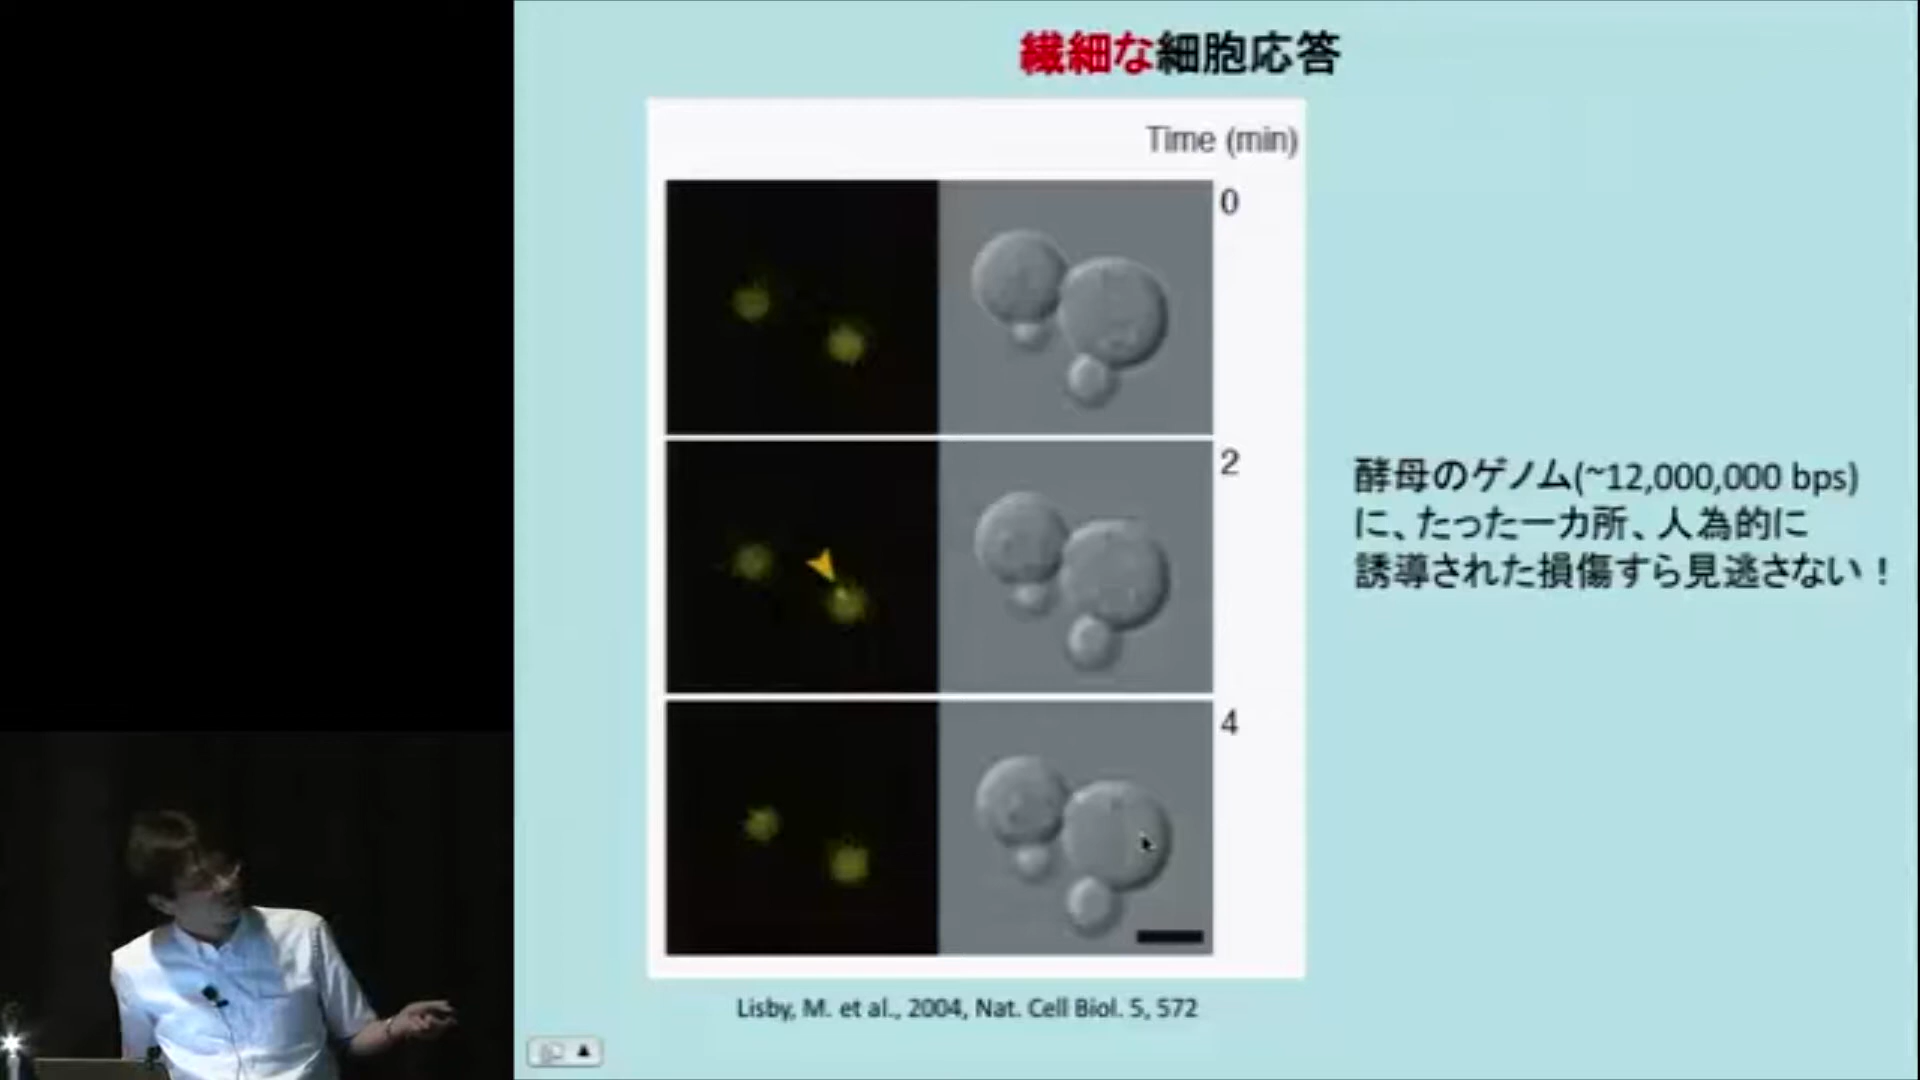 繊細な細胞応答
Time (min)
0
2
4
酵母のゲノム(~12,000,000 bps)
に、たった一カ所、人為的に
誘導された損傷すら見逃さない！
Lisby, M. et al., 2004, Nat. Cell Biol. 5, 572